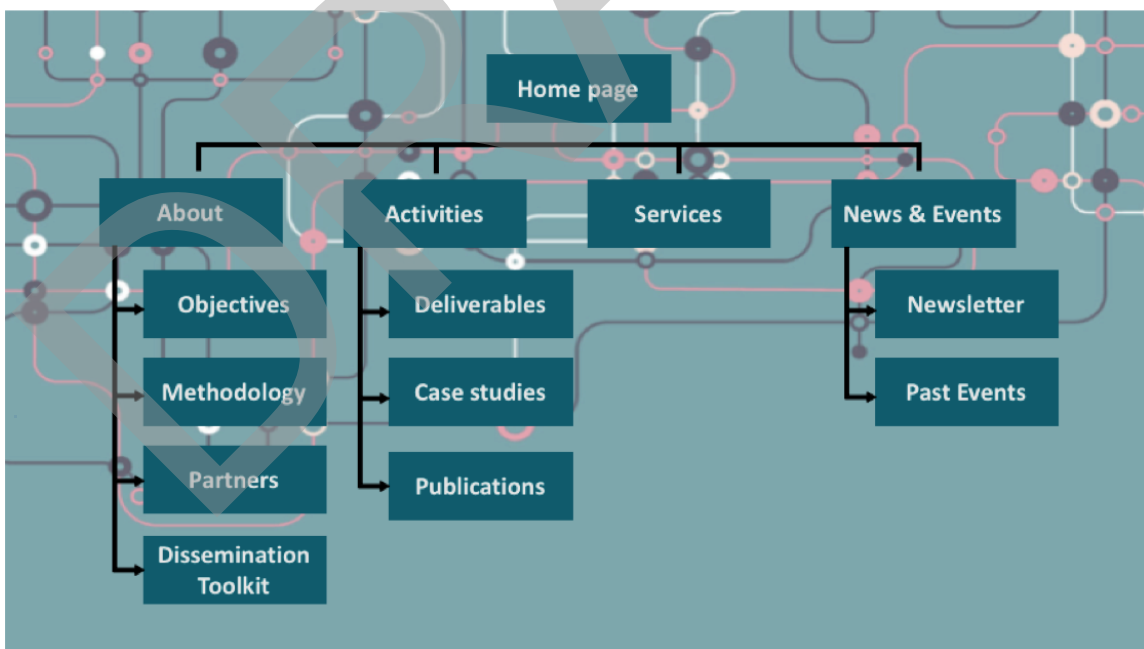 Home page
About
Activities
Services
News & Events
Objectives
Deliverables
Newsletter
Methodology
Case studies
Past Events
Partners
Publications
Dissemination
Toolkit